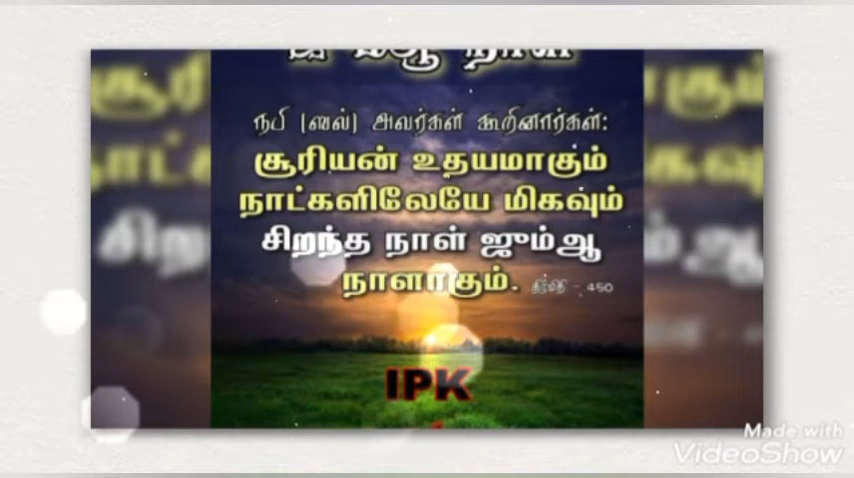 ஜும்ஆ நாள்
நபி (ஸல்) அவர்கள் கூறினார்கள்:
சூரியன் உதயமாகும்
நாட்களிலேயே மிகவும்
சிறந்த நாள் ஜும்ஆ
நாளாகும். திர்மிதி - 450
IPK
Made with
VideoShow